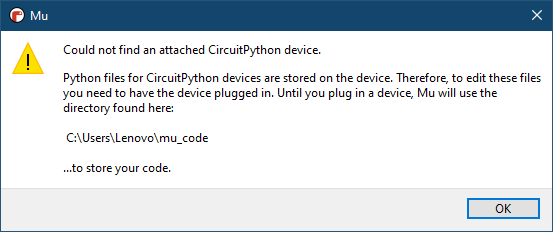 Mu
Could not find an attached CircuitPython device.
Python files for CircuitPython devices are stored on the device. Therefore, to edit these files
you need to have the device plugged in. Until you plug in a device, Mu will use the
directory found here:
C:\Users\Lenovo\mu_code
...to store your code.
OK